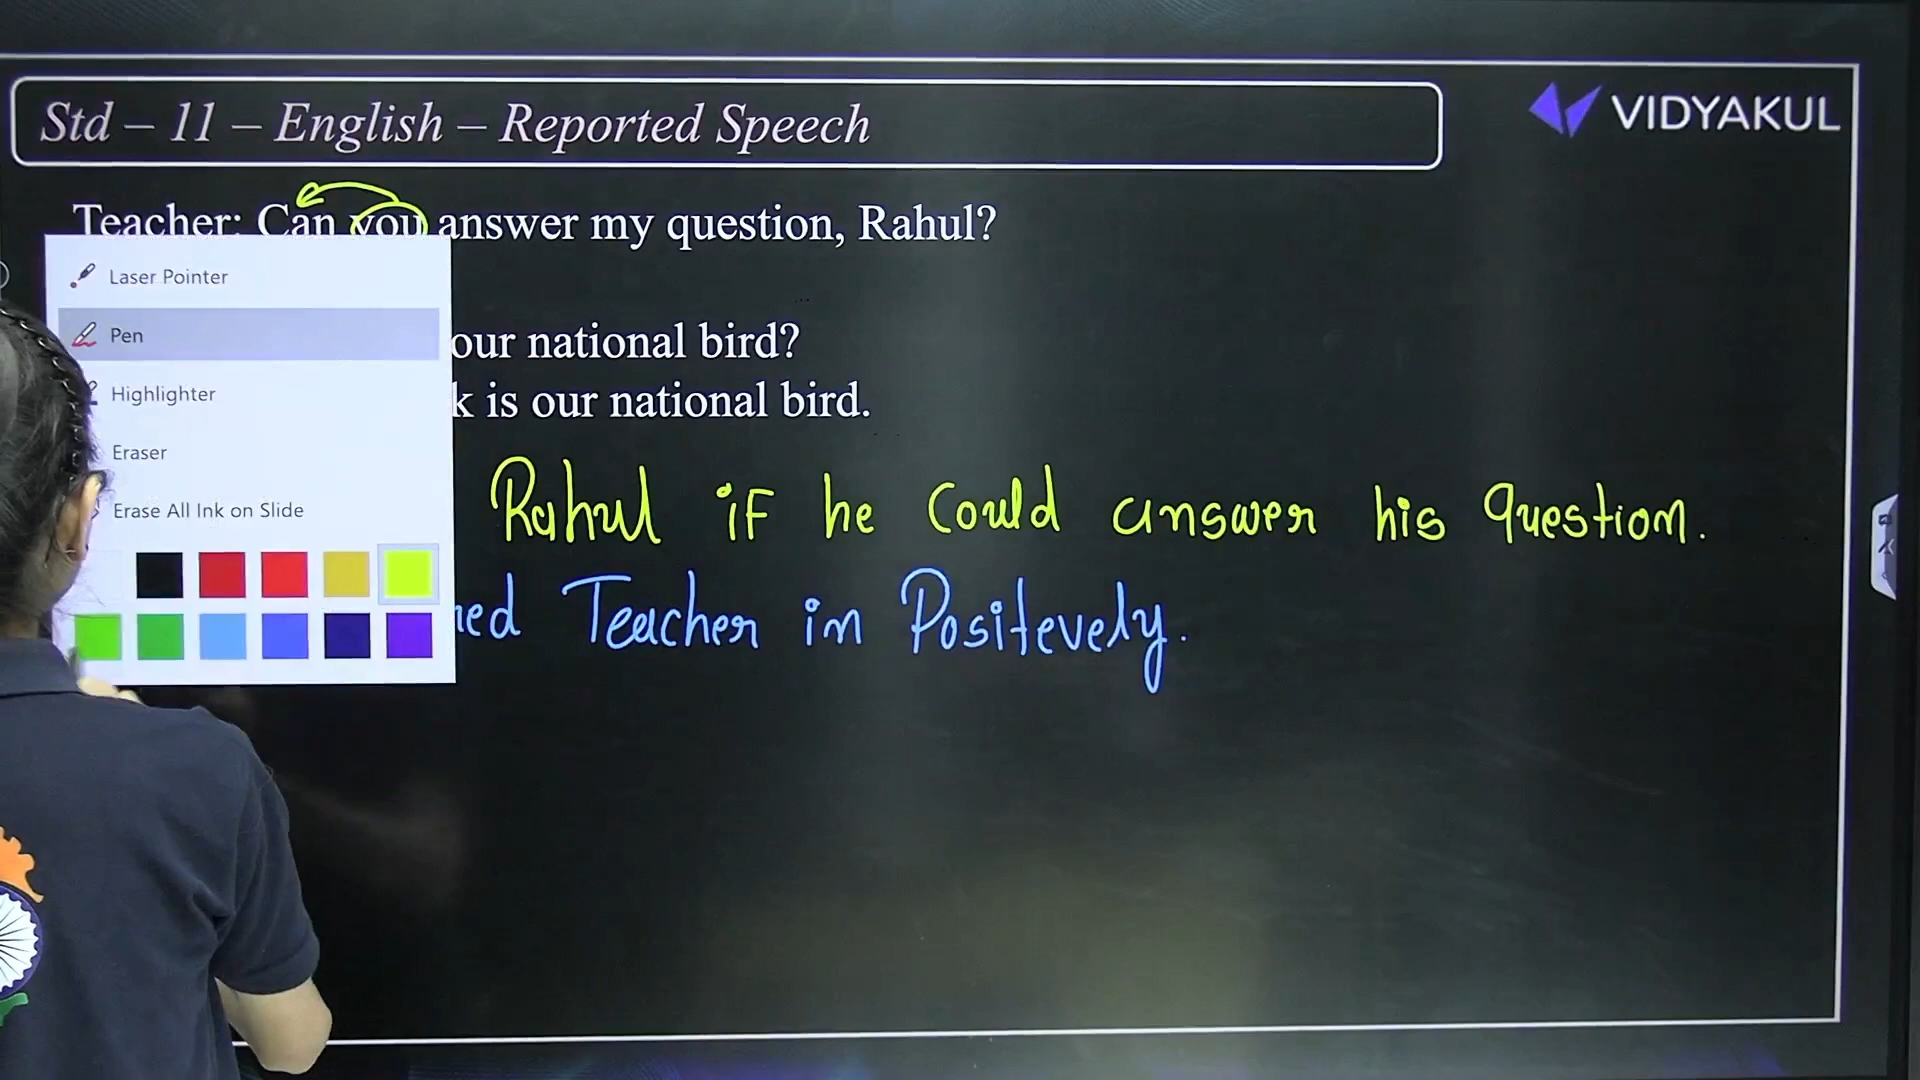 Std – 11 – English – Reported Speech
VIDYAKUL
Teacher: Can you answer my question, Rahul?
Laser Pointer
Pen
Highlighter
Eraser
Erase All Ink on Slide
our national bird?
k is our national bird.
Rahul if he could answer his question.
ned Teacher in Positevely.